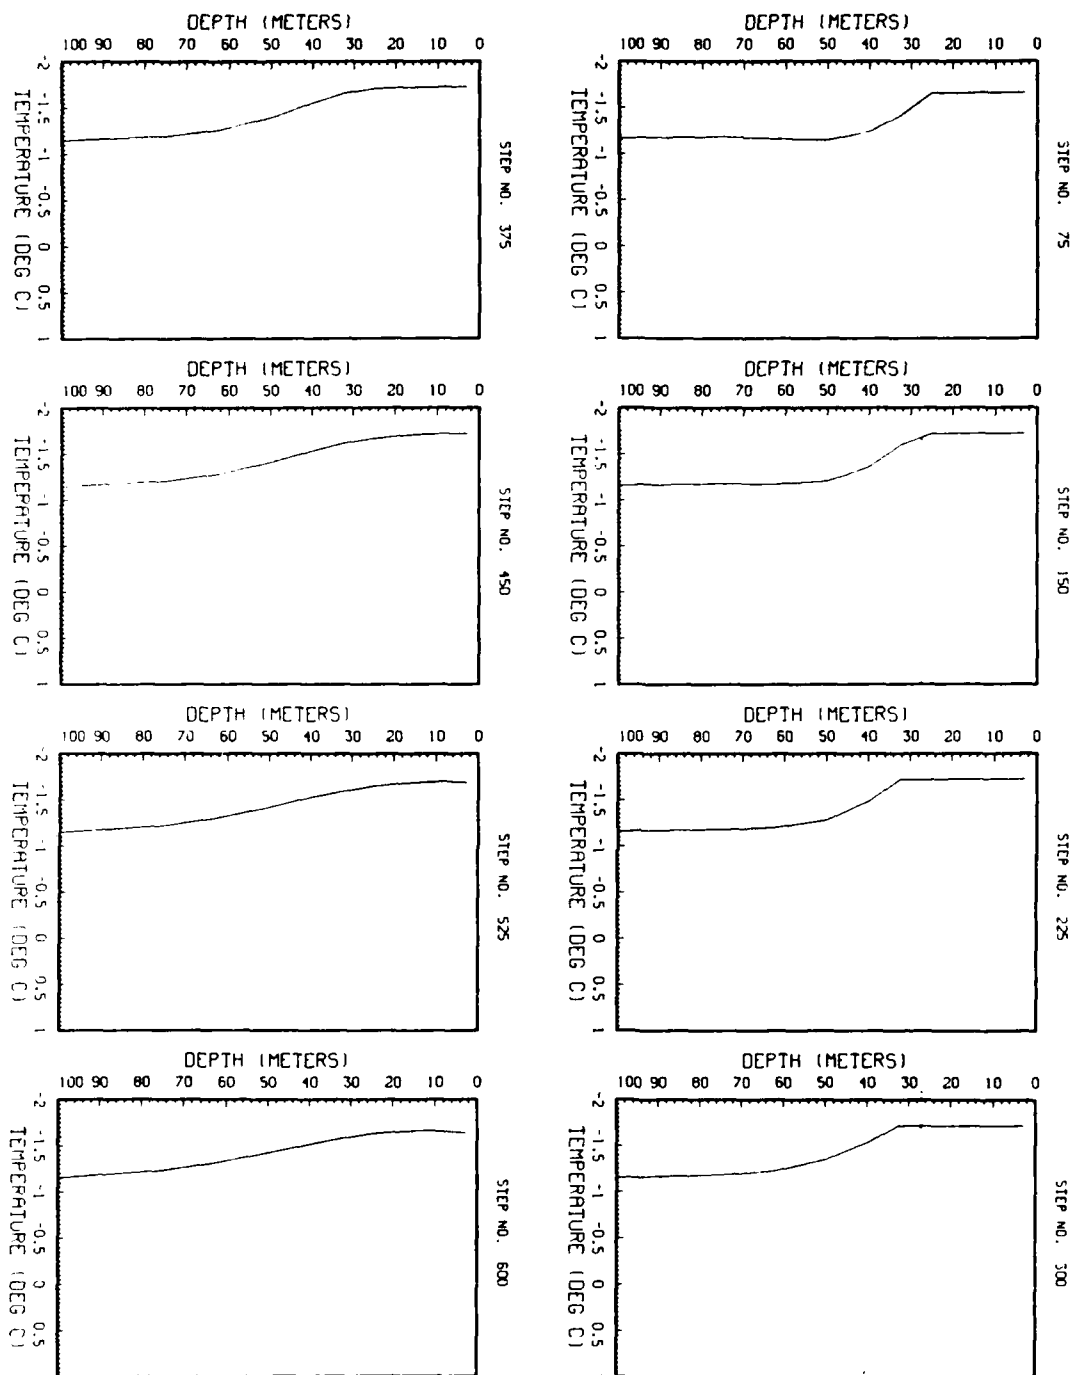 DEPTH (METERS)
100 90 80 70 60 50 40 30 20 10 0
-2 -1.5 -1 -0.5 0 0.5 1
TEMPERATURE (DEG C)
STEP NO. 375
DEPTH (METERS)
100 90 80 70 60 50 40 30 20 10 0
-2 -1.5 -1 -0.5 0 0.5 1
TEMPERATURE (DEG C)
STEP NO. 75
DEPTH (METERS)
100 90 80 70 60 50 40 30 20 10 0
-2 -1.5 -1 -0.5 0 0.5 1
TEMPERATURE (DEG C)
STEP NO. 450
DEPTH (METERS)
100 90 80 70 60 50 40 30 20 10 0
-2 -1.5 -1 -0.5 0 0.5 1
TEMPERATURE (DEG C)
STEP NO. 150
DEPTH (METERS)
100 90 80 70 60 50 40 30 20 10 0
-2 -1.5 -1 -0.5 0 0.5 1
TEMPERATURE (DEG C)
STEP NO. 525
DEPTH (METERS)
100 90 80 70 60 50 40 30 20 10 0
-2 -1.5 -1 -0.5 0 0.5 1
TEMPERATURE (DEG C)
STEP NO. 225
DEPTH (METERS)
100 90 80 70 60 50 40 30 20 10 0
-2 -1.5 -1 -0.5 0 0.5
TEMPERATURE (DEG C)
STEP NO. 600
DEPTH (METERS)
100 90 80 70 60 50 40 30 20 10 0
-2 -1.5 -1 -0.5 0 0.5
TEMPERATURE (DEG C)
STEP NO. 300